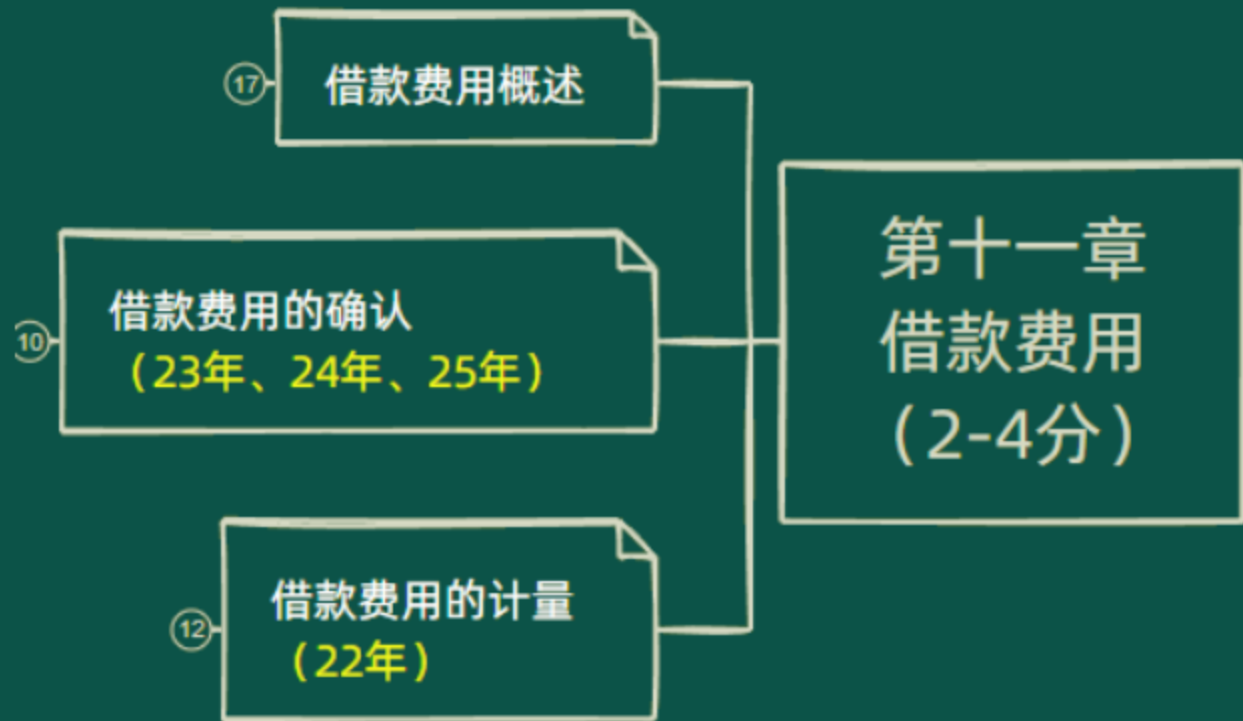 17
借款费用概述
10
借款费用的确认
（23年、24年、25年）
12
借款费用的计量
（22年）
第十一章
借款费用
（2-4分）